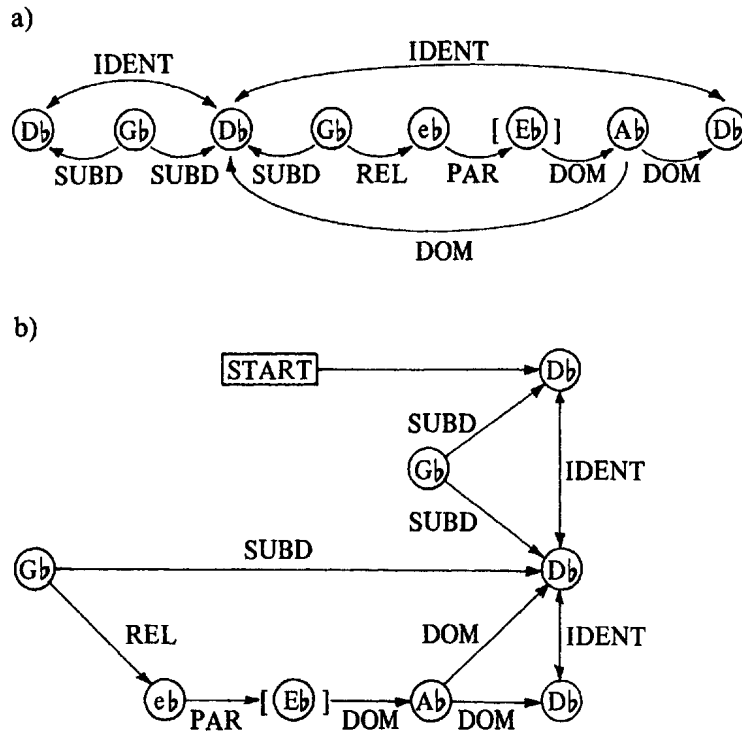 a)
IDENT IDENT
D♭ G♭ D♭ G♭ e♭ [E♭] A♭ D♭
SUBD SUBD SUBD REL PAR DOM DOM
DOM
b)
START D♭
SUBD
G♭ IDENT
SUBD
SUBD
G♭ D♭
REL DOM IDENT
e♭ [E♭] A♭ D♭
PAR DOM DOM